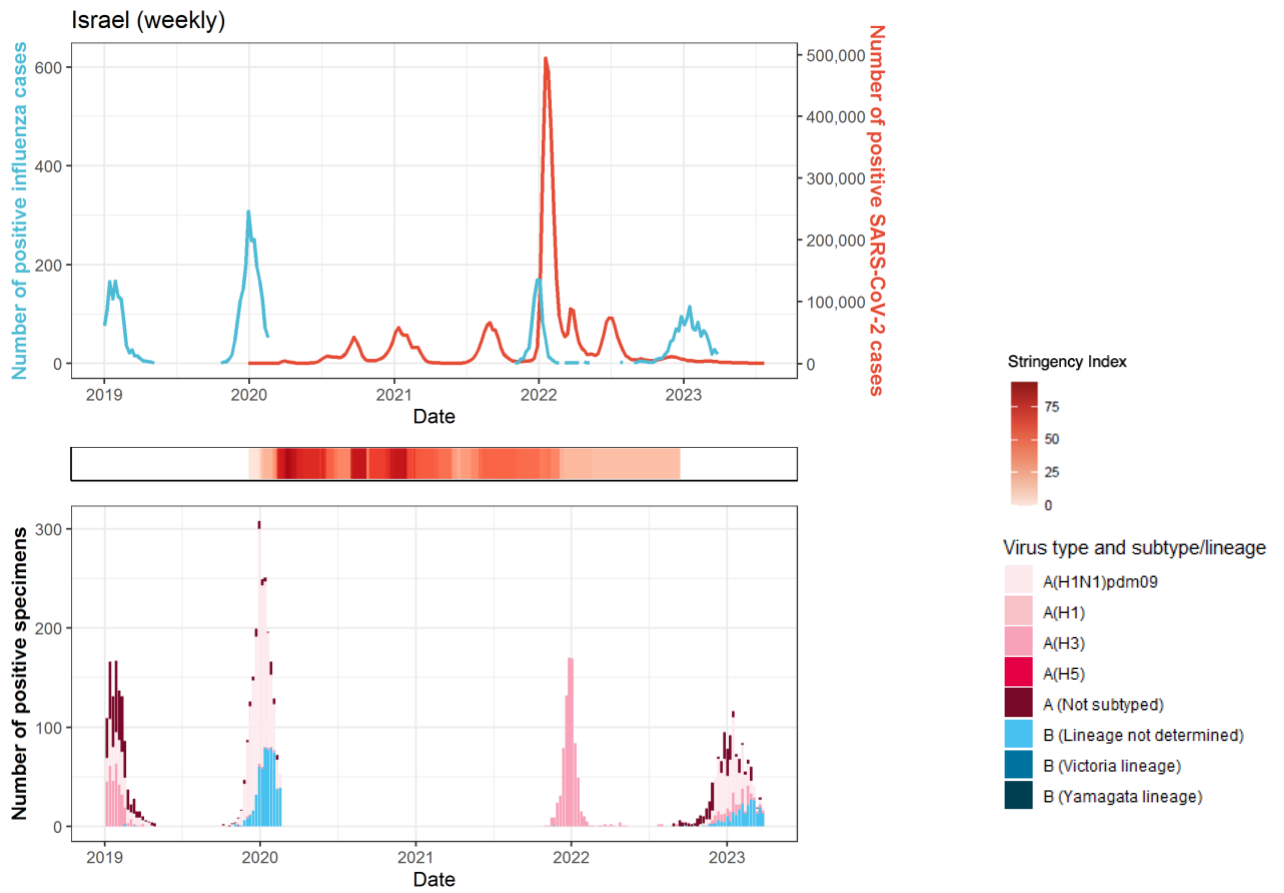 Israel (weekly)
Number of positive influenza cases
600
400
200
0
500,000
400,000
300,000
200,000
100,000
0
Number of positive SARS-CoV-2 cases
2019 2020 2021 2022 2023
Date
Number of positive specimens
300
200
100
0
2019 2020 2021 2022 2023
Date
Stringency Index
75
50
25
0
Virus type and subtype/lineage
A(H1N1)pdm09
A(H1)
A(H3)
A(H5)
A (Not subtyped)
B (Lineage not determined)
B (Victoria lineage)
B (Yamagata lineage)